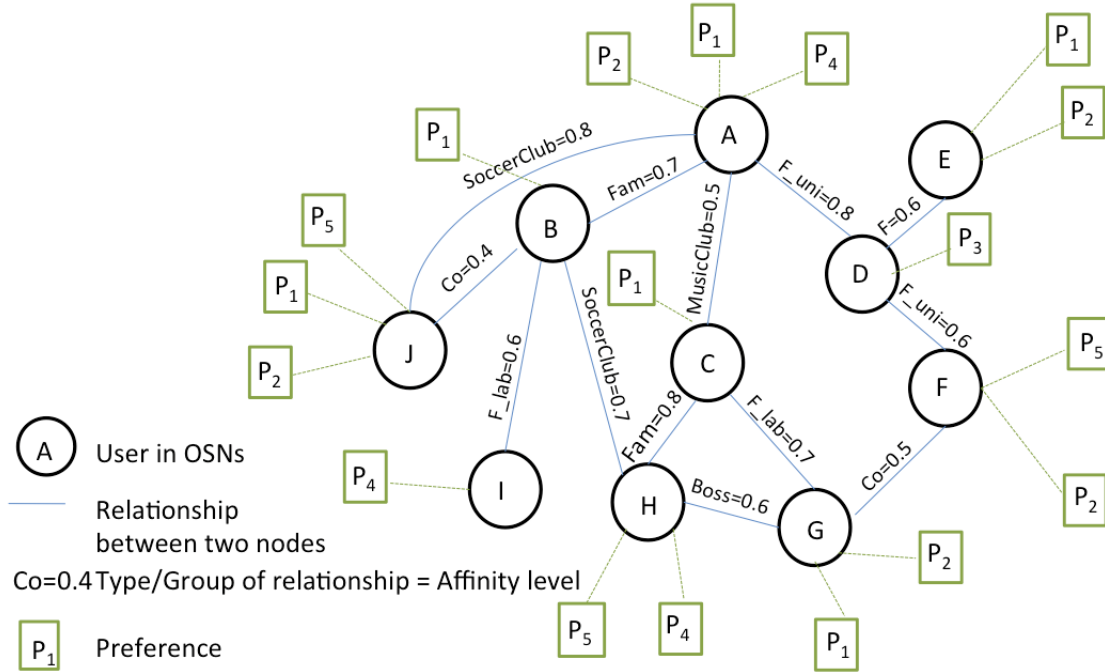 P1
P2
P4
P1
P1
A
P2
E
SoccerClub=0.8
Fam=0.7
F_uni=0.8
F=0.6
P5
B
MusicClub=0.5
P3
D
Co=0.4
P1
P1
SoccerClub=0.7
F_uni=0.6
P2
J
C
P5
F_lab=0.6
F
A
User in OSNs
Fam=0.8
F_lab=0.7
P4
I
Boss=0.6
Co=0.5
P2
H
G
Relationship
between two nodes
P2
Co=0.4 Type/Group of relationship = Affinity level
P5
P4
P1
P1
Preference